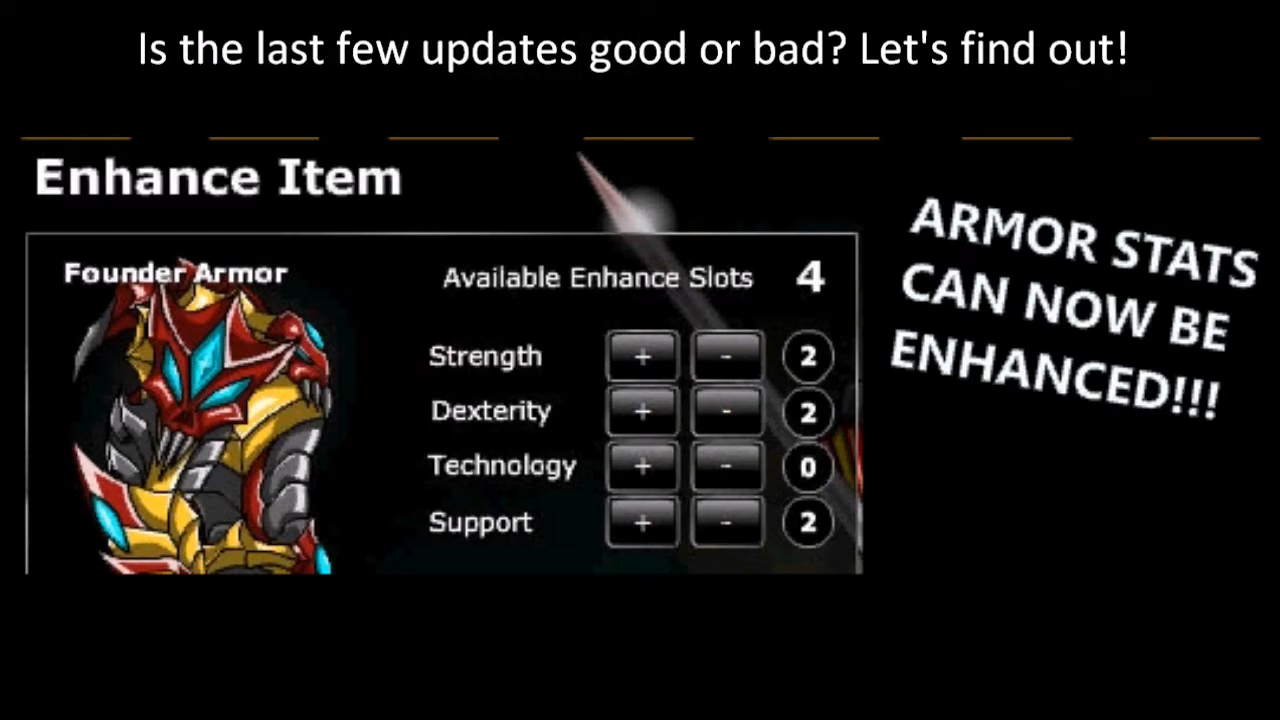 Is the last few updates good or bad? Let's find out!
Enhance Item
ARMOR STATS
CAN NOW BE
ENHANCED!!!
Founder Armor
Available Enhance Slots 4
Strength + - 2
Dexterity + - 2
Technology + - 0
Support + - 2